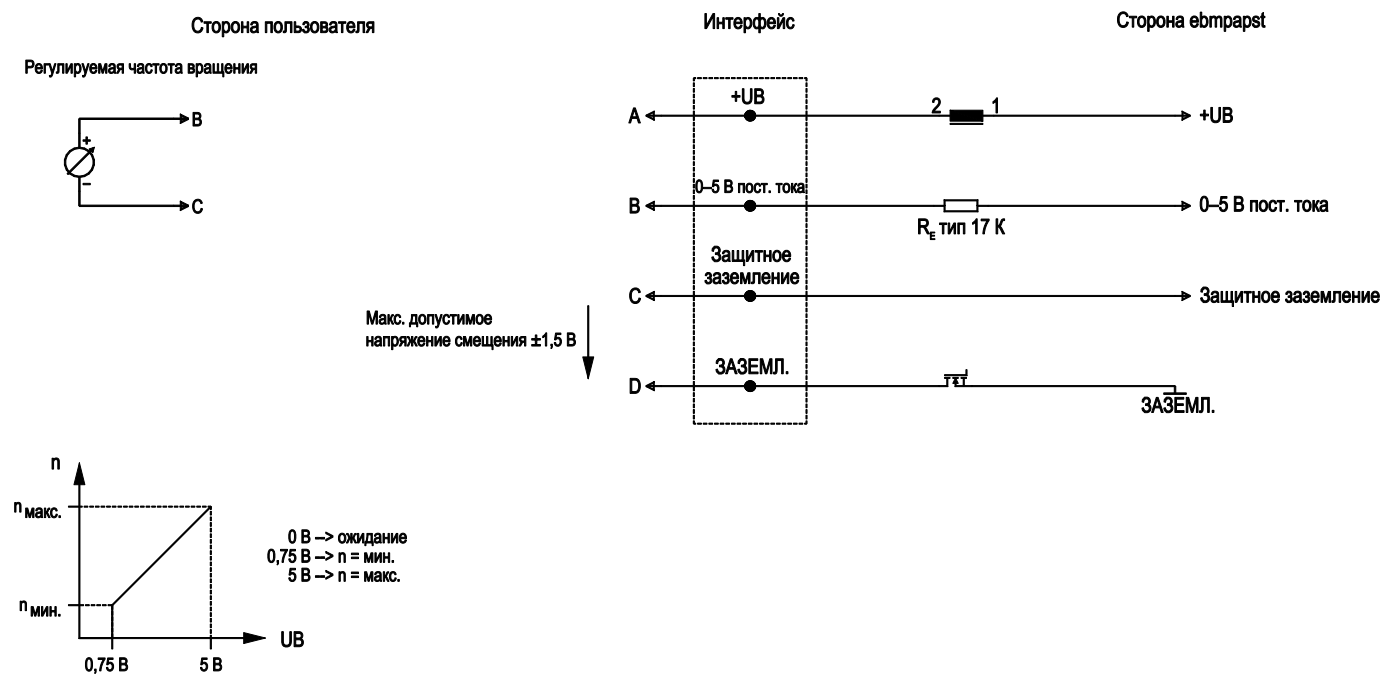 Сторона пользователя
Интерфейс
Сторона ebmpapst
Регулируемая частота вращения
B
+
–
C
A
+UB
2
1
+UB
B
0–5 В пост. тока
R_E тип 17 К
0–5 В пост. тока
C
Защитное
заземление
Защитное заземление
Макс. допустимое
напряжение смещения ±1,5 В
D
ЗАЗЕМЛ.
ЗАЗЕМЛ.
n
n макс.
n мин.
0,75 В
5 В
UB
0 В –> ожидание
0,75 В –> n = мин.
5 В –> n = макс.